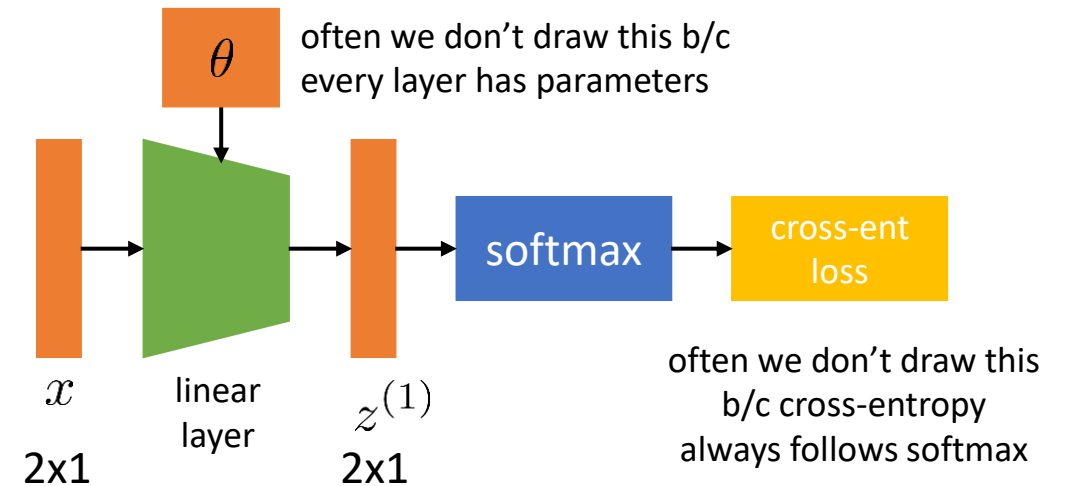 θ
often we don’t draw this b/c
every layer has parameters
softmax
cross-ent
loss
x
2x1
linear
layer
z⁽¹⁾
2x1
often we don’t draw this
b/c cross-entropy
always follows softmax